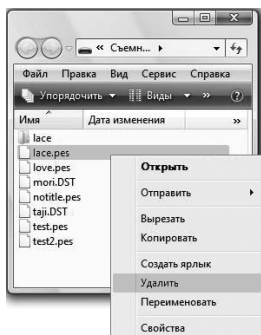 « Съемн...
Файл Правка Вид Сервис Справка
Упорядочить Виды »
Имя Дата изменения »
lace
lace.pes
love.pes
mori.DST
notitle.pes
taji.DST
test.pes
test2.pes
Открыть
Отправить
Вырезать
Копировать
Создать ярлык
Удалить
Переименовать
Свойства